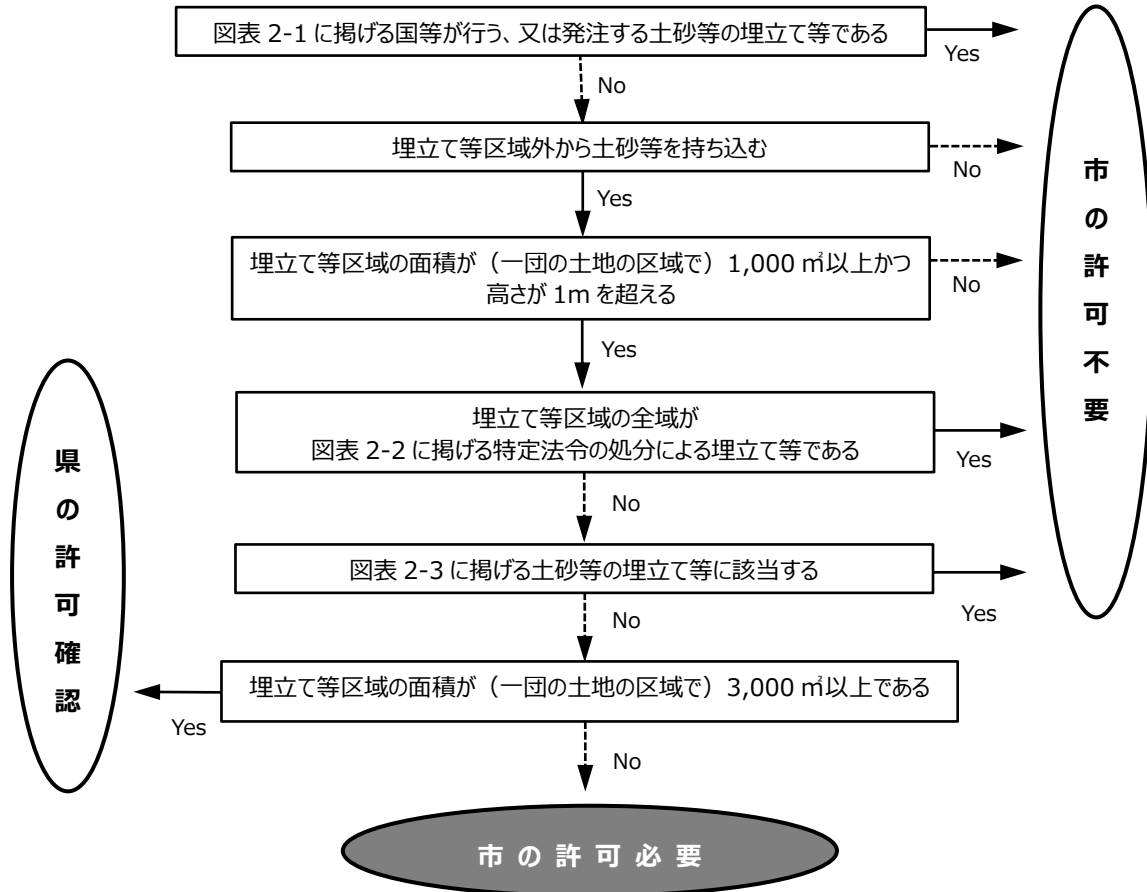 図表 2-1 に掲げる国等が行う、又は発注する土砂等の埋立て等である
Yes
No
埋立て等区域外から土砂等を持ち込む
No
Yes
埋立て等区域の面積が（一団の土地の区域で）1,000 ㎡以上かつ
高さが 1m を超える
No
Yes
埋立て等区域の全域が
図表 2-2 に掲げる特定法令の処分による埋立て等である
Yes
No
図表 2-3 に掲げる土砂等の埋立て等に該当する
Yes
No
埋立て等区域の面積が（一団の土地の区域で）3,000 ㎡以上である
Yes
No
市の許可不要
県の許可確認
市の許可必要